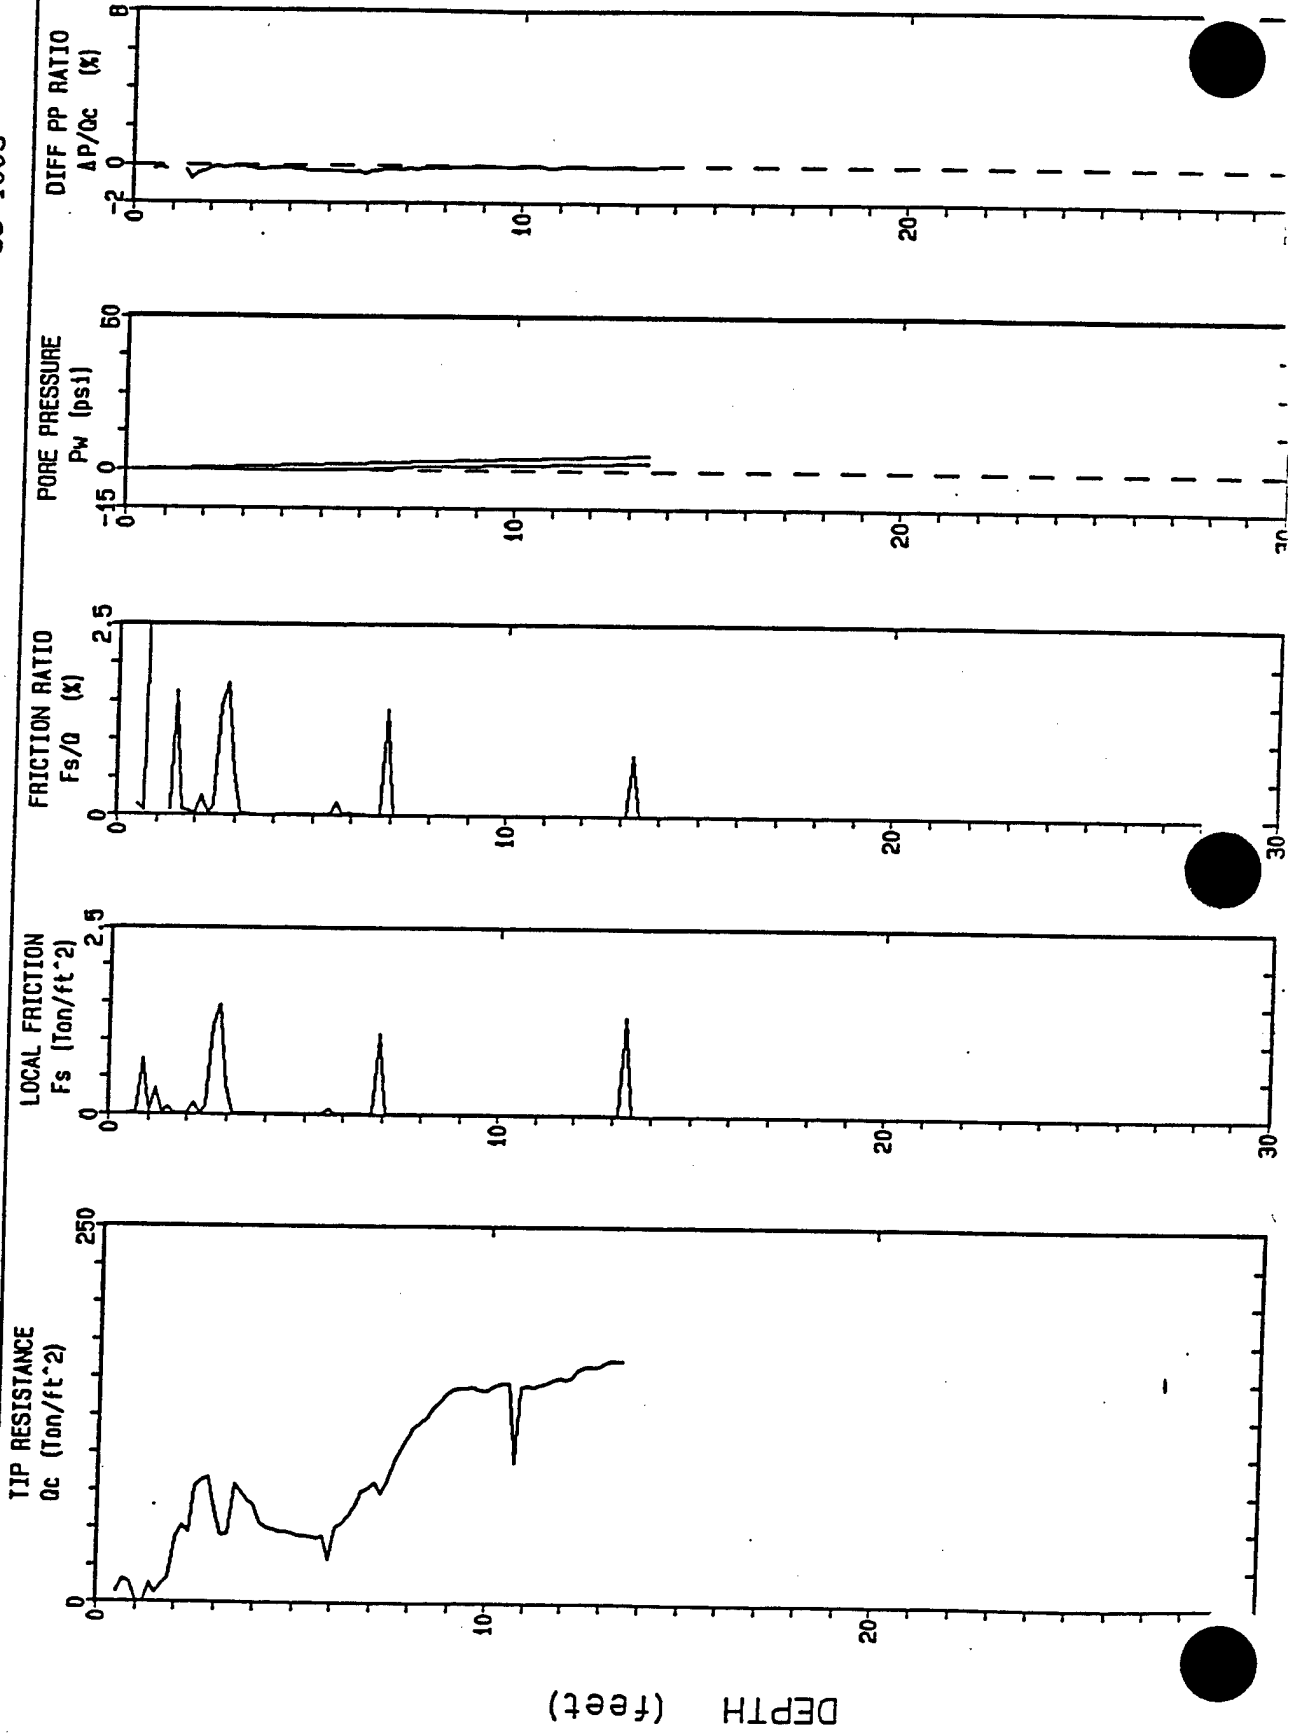 TIP RESISTANCE
Qc (Ton/ft^2)
0
250
0
10
20
LOCAL FRICTION
Fs (Ton/ft^2)
0
2.5
0
10
20
30
FRICTION RATIO
Fs/Q (%)
0
2.5
0
10
20
30
PORE PRESSURE
Pw (psi)
-15
0
60
0
10
20
30
DIFF PP RATIO
ΔP/Qc (%)
-2
0
8
0
10
20
DEPTH (feet)